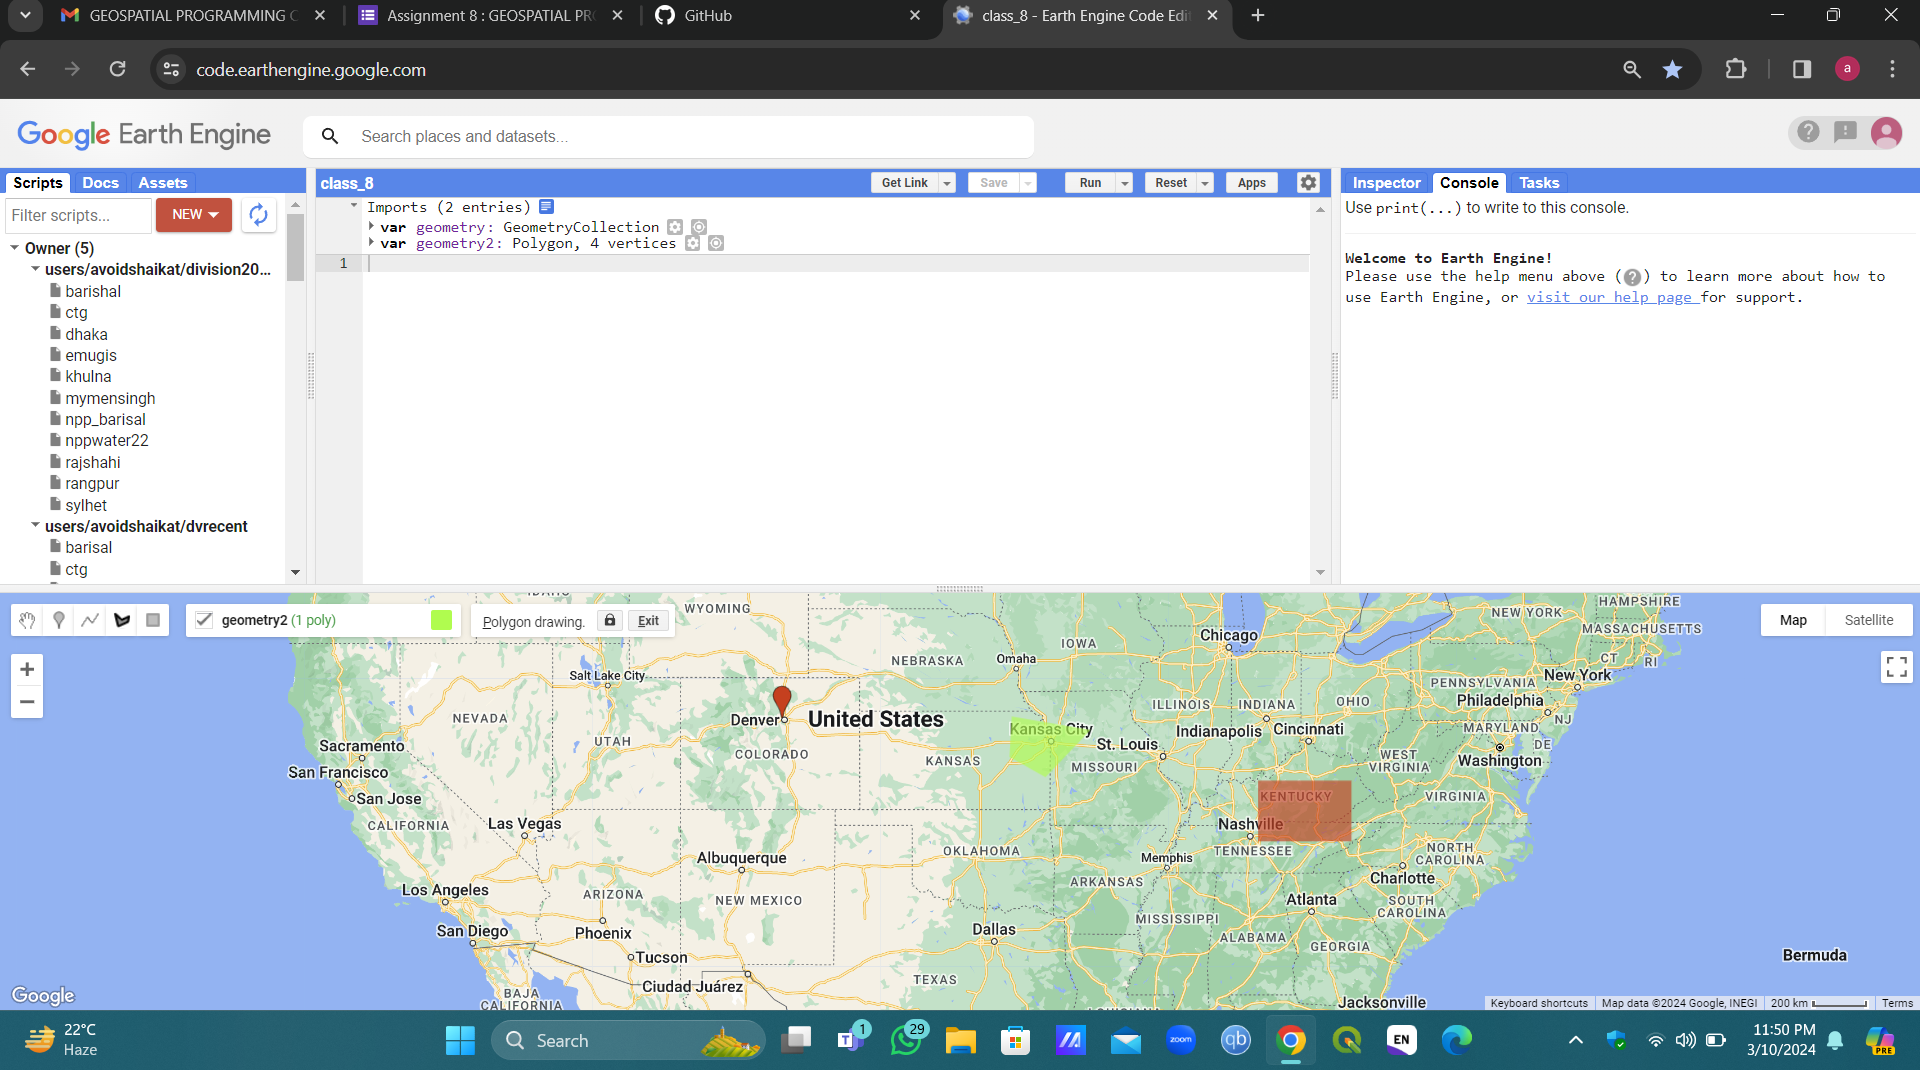 GEOSPATIAL PROGRAMMING C
Assignment 8 : GEOSPATIAL PR
GitHub
class_8 - Earth Engine Code Edit
code.earthengine.google.com
a
Google Earth Engine
Search places and datasets...
Scripts Docs Assets
Filter scripts...
NEW
Owner (5)
users/avoidshaikat/division20...
barishal
ctg
dhaka
emugis
khulna
mymensingh
npp_barisal
nppwater22
rajshahi
rangpur
sylhet
users/avoidshaikat/dvrecent
barisal
ctg
class_8
Get Link Save Run Reset Apps
Imports (2 entries)
var geometry: GeometryCollection
var geometry2: Polygon, 4 vertices
1
Inspector Console Tasks
Use print(...) to write to this console.
Welcome to Earth Engine!
Please use the help menu above (?) to learn more about how to
use Earth Engine, or visit our help page for support.
geometry2 (1 poly)
Polygon drawing. Exit
Map Satellite
+
−
IDAHO
WYOMING
HAMPSHIRE
NEW YORK
MASSACHUSETTS
CT
RI
Chicago
IOWA
NEBRASKA
Omaha
Salt Lake City
PENNSYLVANIA
New York
Philadelphia
NEVADA
Denver
United States
ILLINOIS
INDIANA
OHIO
NJ
MARYLAND
DE
Kansas City
Indianapolis
Cincinnati
UTAH
Sacramento
COLORADO
KANSAS
St. Louis
MISSOURI
WEST
VIRGINIA
Washington
San Francisco
San Jose
KENTUCKY
VIRGINIA
CALIFORNIA
Las Vegas
Nashville
TENNESSEE
Albuquerque
OKLAHOMA
Memphis
NORTH
CAROLINA
Los Angeles
ARIZONA
NEW MEXICO
ARKANSAS
Charlotte
Atlanta
SOUTH
CAROLINA
San Diego
Phoenix
Dallas
MISSISSIPPI
ALABAMA
GEORGIA
Tucson
Bermuda
Ciudad Juárez
TEXAS
BAJA
CALIFORNIA
Jacksonville
LOUISIANA
Google
Keyboard shortcuts Map data ©2024 Google, INEGI 200 km Terms
22°C
Haze
Search
T
1
29
zoom
qb
EN
11:50 PM
3/10/2024
PRE